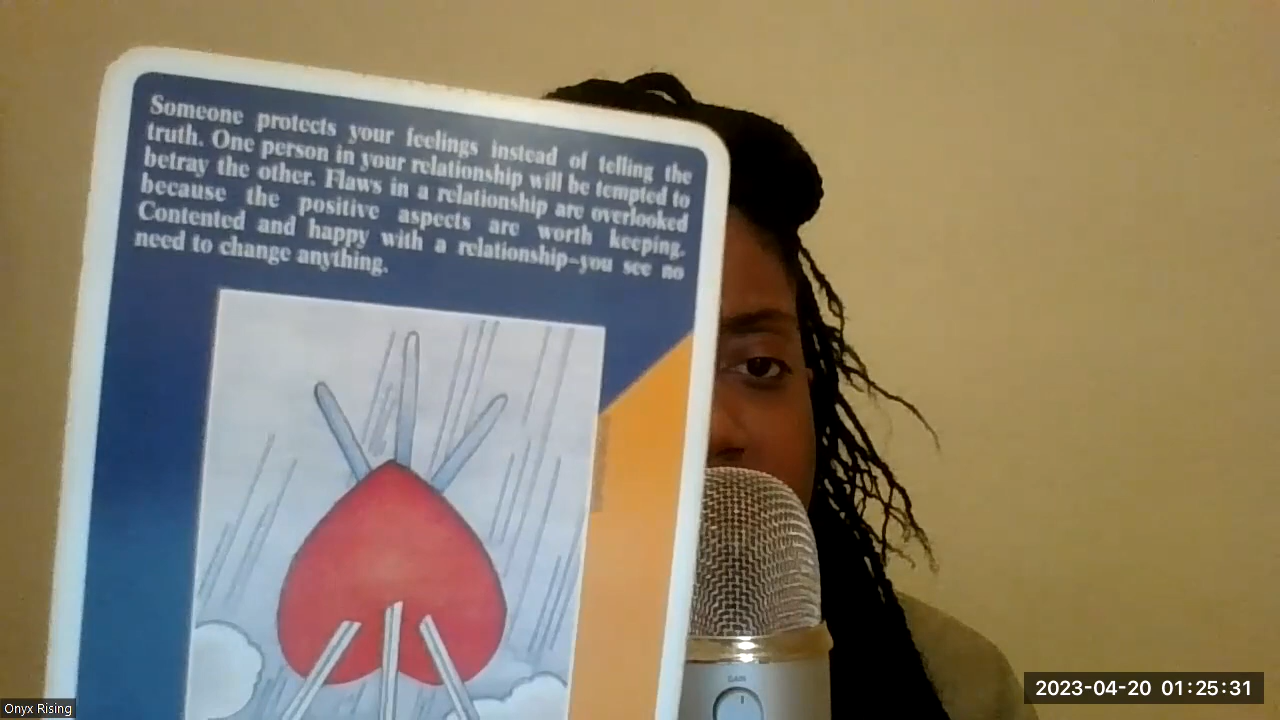 Someone protects your feelings instead of telling the
truth. One person in your relationship will be tempted to
betray the other. Flaws in a relationship are overlooked
because the positive aspects are worth keeping.
Contented and happy with a relationship–you see no
need to change anything.
GAIN
Onyx Rising
2023-04-20 01:25:31